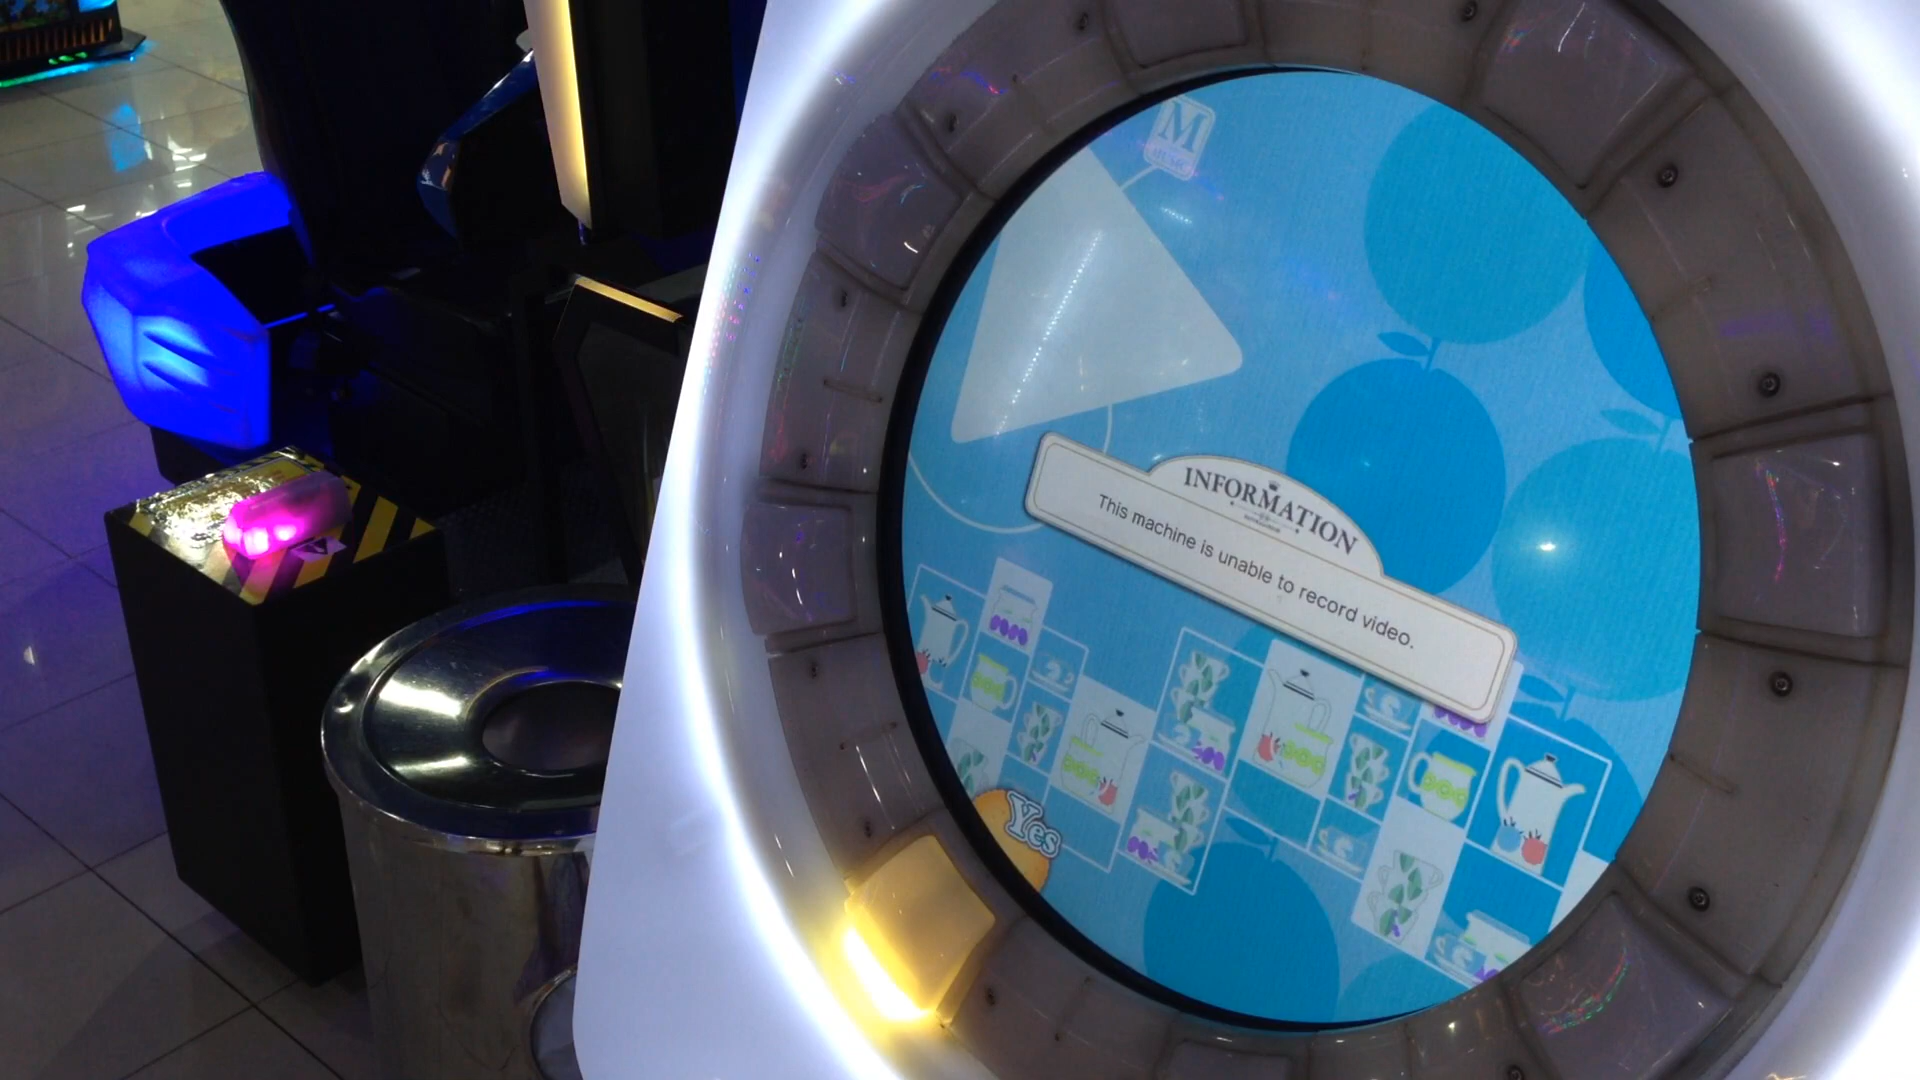 M
INFORMATION
This machine is unable to record video.
Yes